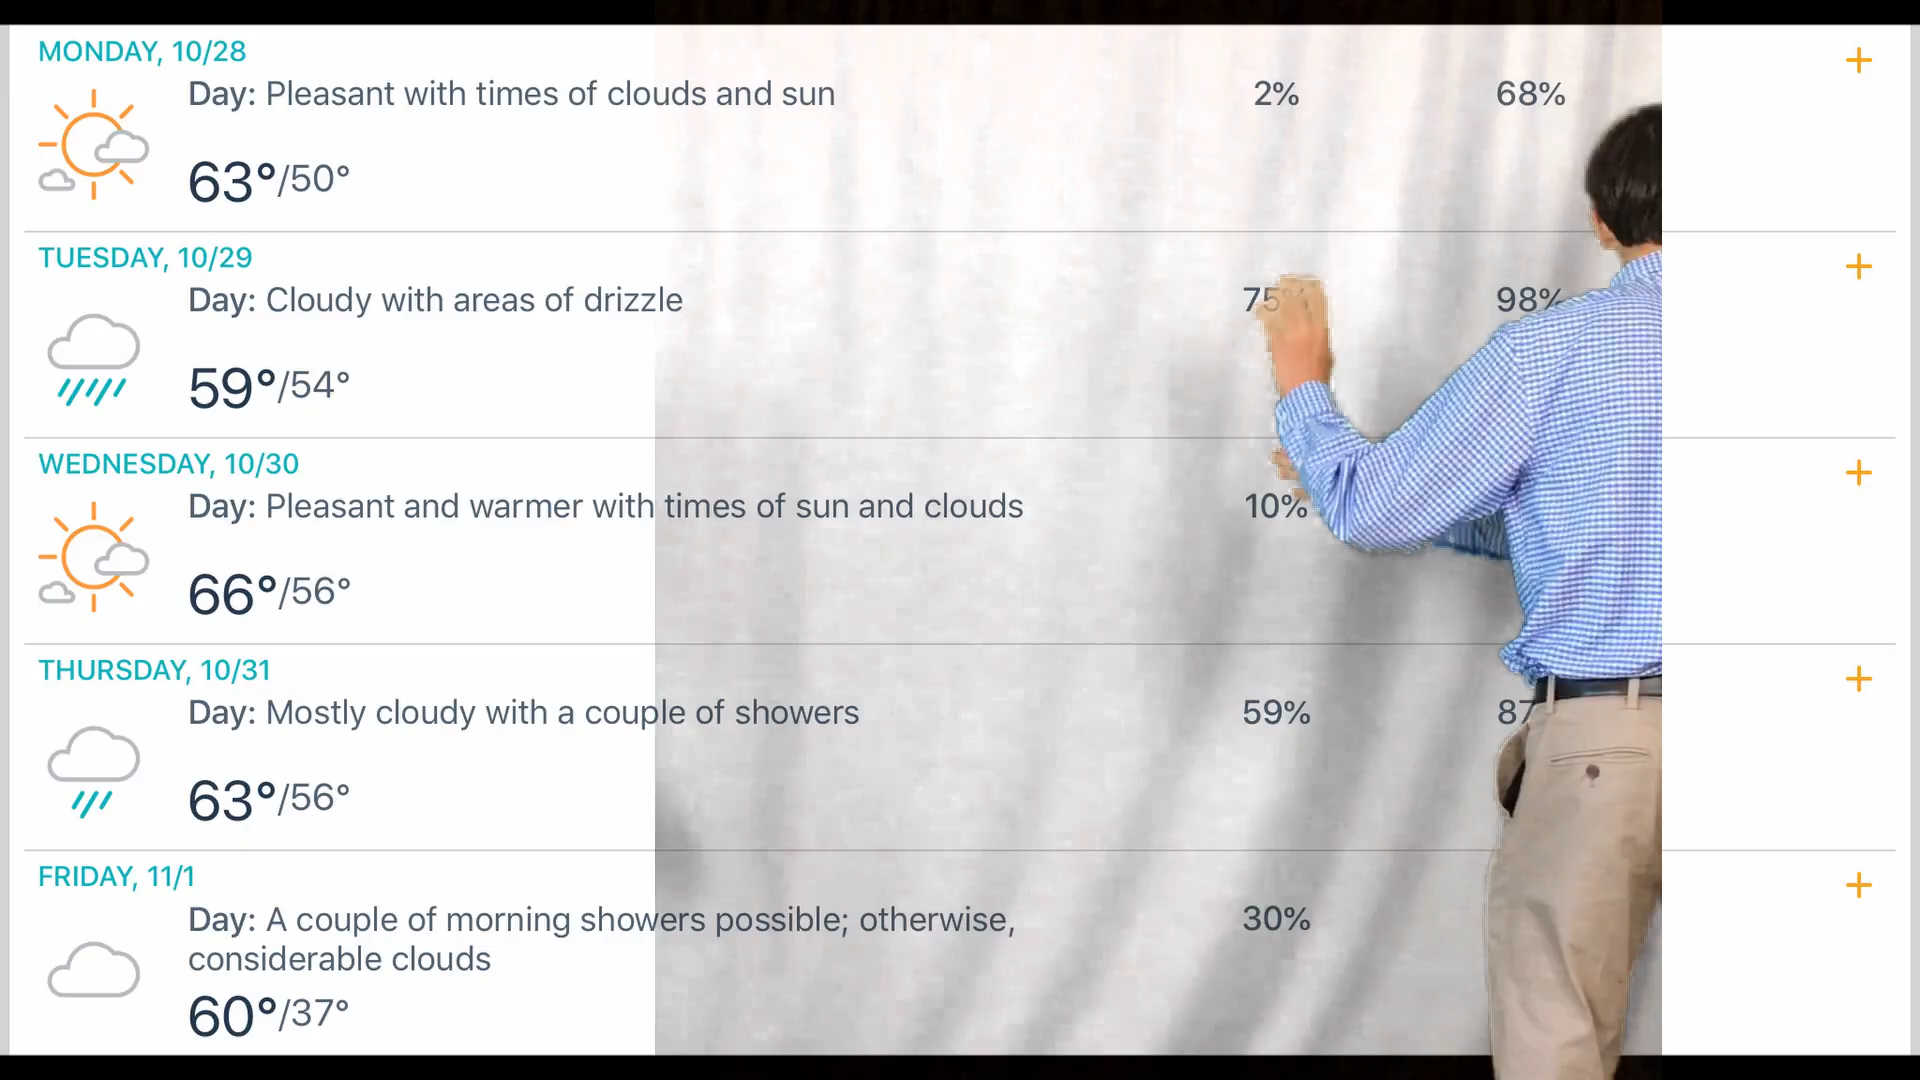 MONDAY, 10/28
Day: Pleasant with times of clouds and sun 2% 68%
63°/50°
TUESDAY, 10/29
Day: Cloudy with areas of drizzle 75% 98%
59°/54°
WEDNESDAY, 10/30
Day: Pleasant and warmer with times of sun and clouds 10%
66°/56°
THURSDAY, 10/31
Day: Mostly cloudy with a couple of showers 59% 87
63°/56°
FRIDAY, 11/1
Day: A couple of morning showers possible; otherwise, 30%
considerable clouds
60°/37°